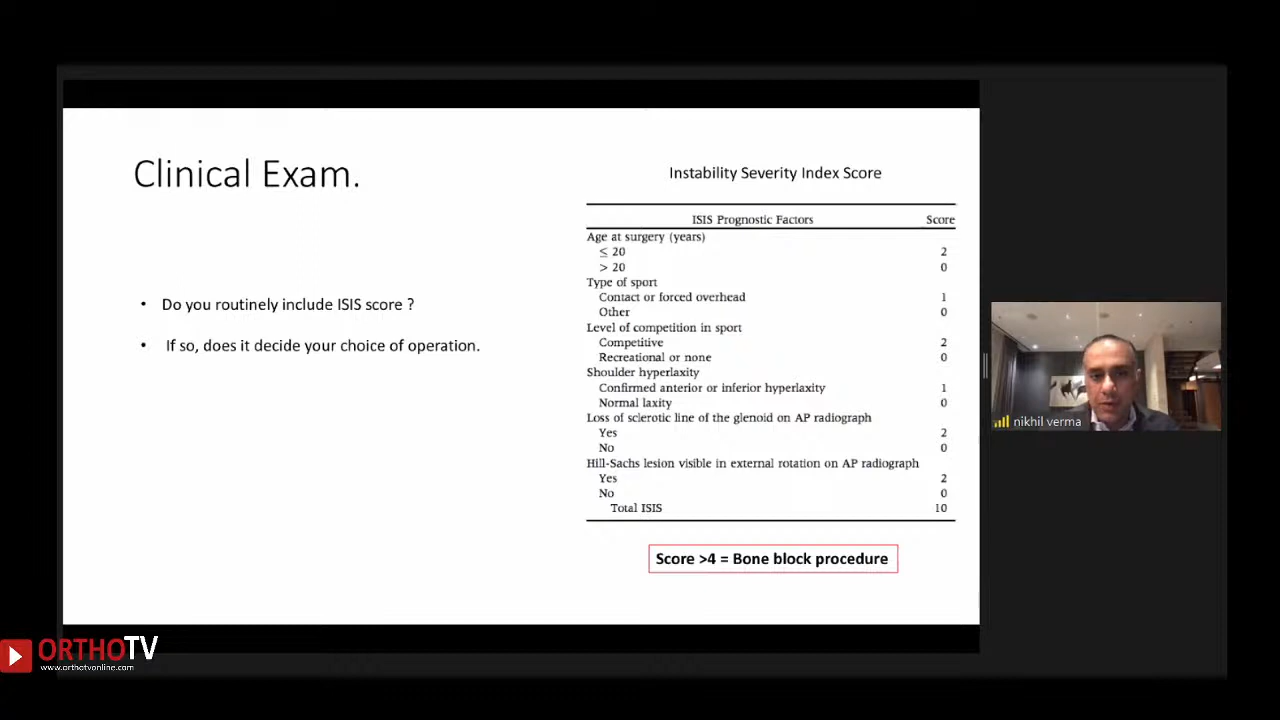 Clinical Exam.
• Do you routinely include ISIS score ?
• If so, does it decide your choice of operation.
Instability Severity Index Score
ISIS Prognostic Factors Score
Age at surgery (years)
≤ 20 2
> 20 0
Type of sport
Contact or forced overhead 1
Other 0
Level of competition in sport
Competitive 2
Recreational or none 0
Shoulder hyperlaxity
Confirmed anterior or inferior hyperlaxity 1
Normal laxity 0
Loss of sclerotic line of the glenoid on AP radiograph
Yes 2
No 0
Hill-Sachs lesion visible in external rotation on AP radiograph
Yes 2
No 0
Total ISIS 10
Score >4 = Bone block procedure
nikhil verma
ORTHOTV
www.orthotvonline.com